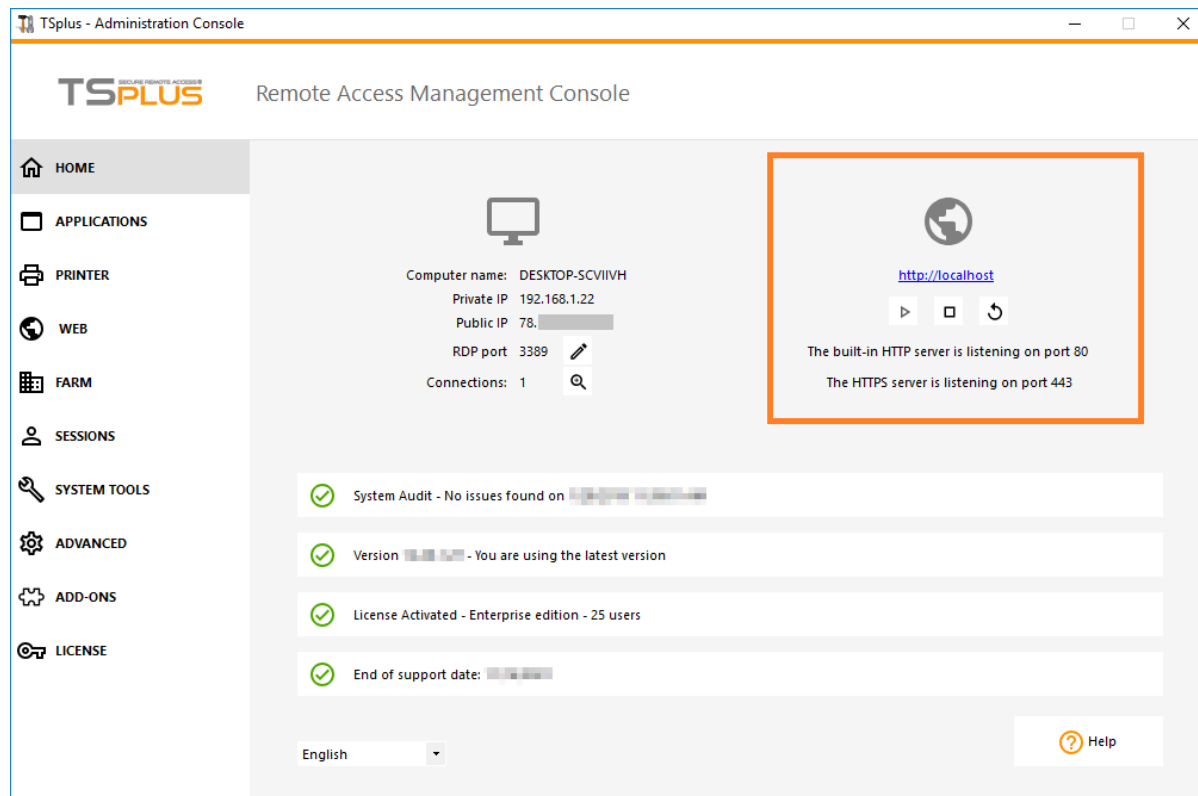 TSplus - Administration Console
TSPLUS SECURE REMOTE ACCESS®
Remote Access Management Console
HOME
APPLICATIONS
PRINTER
WEB
FARM
SESSIONS
SYSTEM TOOLS
ADVANCED
ADD-ONS
LICENSE
Computer name: DESKTOP-SCVIIVH
Private IP 192.168.1.22
Public IP 78.
RDP port 3389
Connections: 1
http://localhost
The built-in HTTP server is listening on port 80
The HTTPS server is listening on port 443
System Audit - No issues found on
Version - You are using the latest version
License Activated - Enterprise edition - 25 users
End of support date:
English
Help